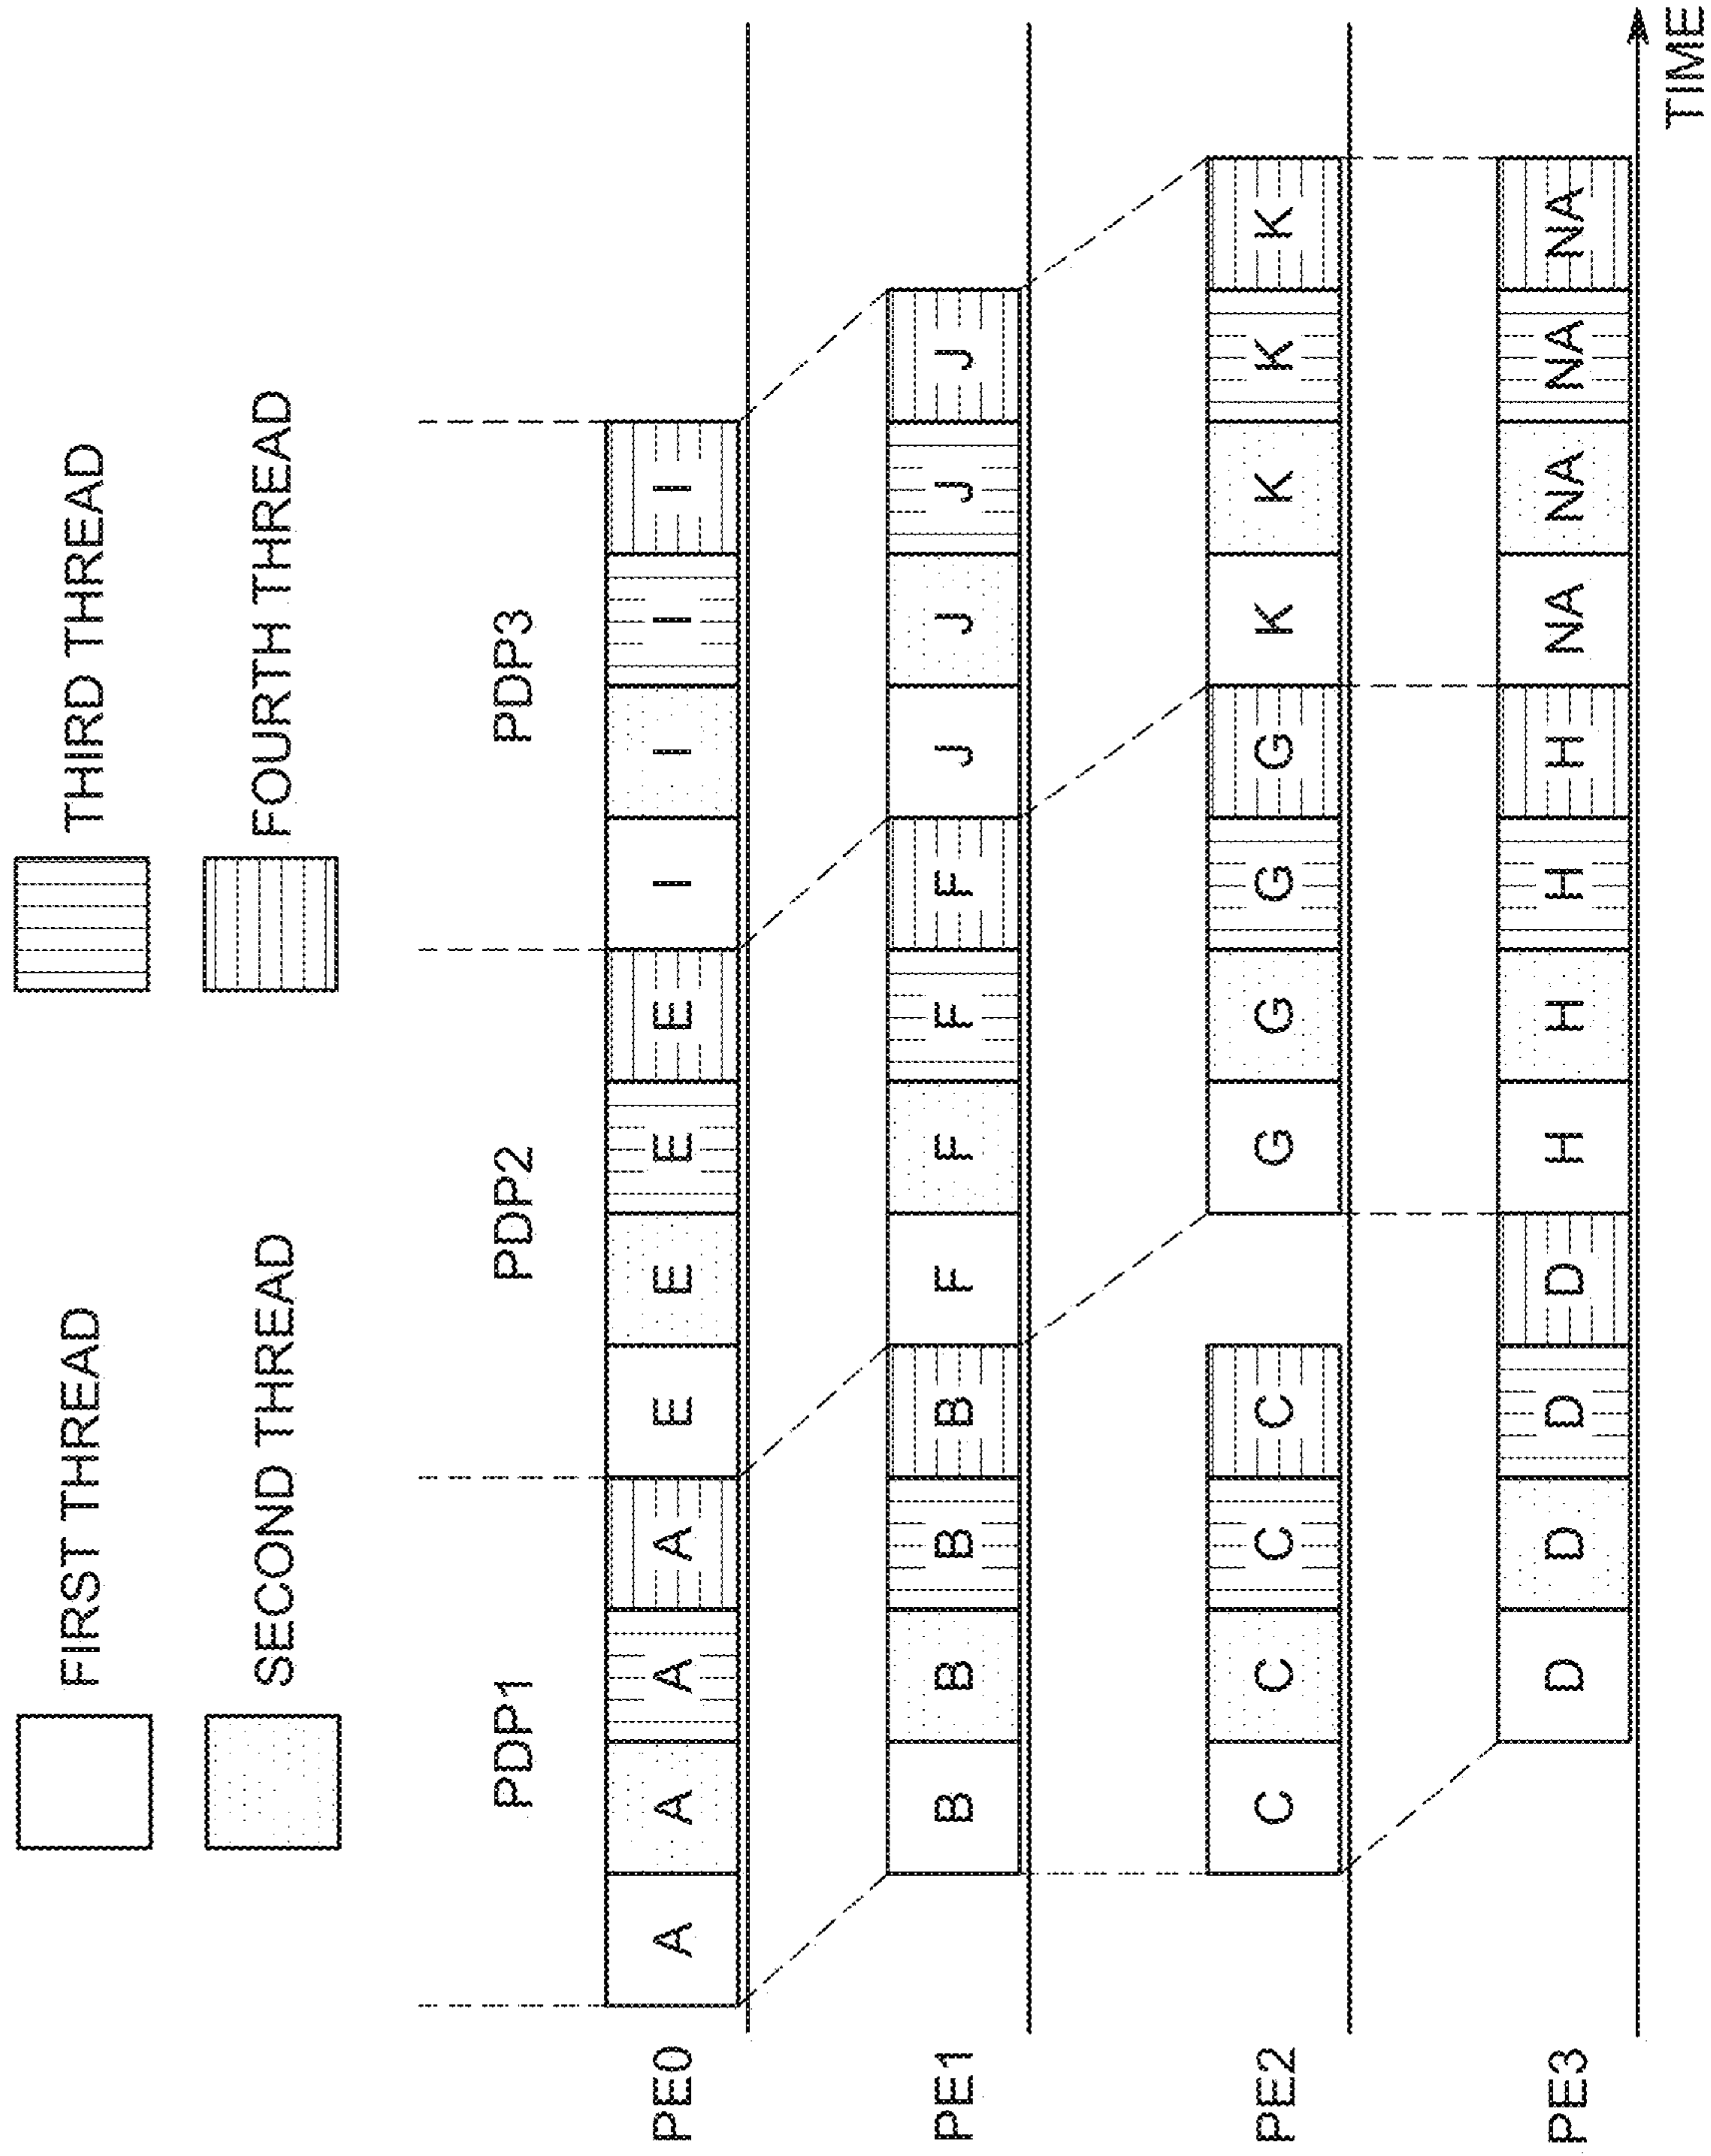 FIRST THREAD THIRD THREAD
SECOND THREAD FOURTH THREAD
PDP1 PDP2 PDP3
PE0 A A A A E E E E I I I I
PE1 B B B B F F F F J J J J
PE2 C C C C G G G G K K K K
PE3 D D D D H H H H NA NA NA NA
TIME